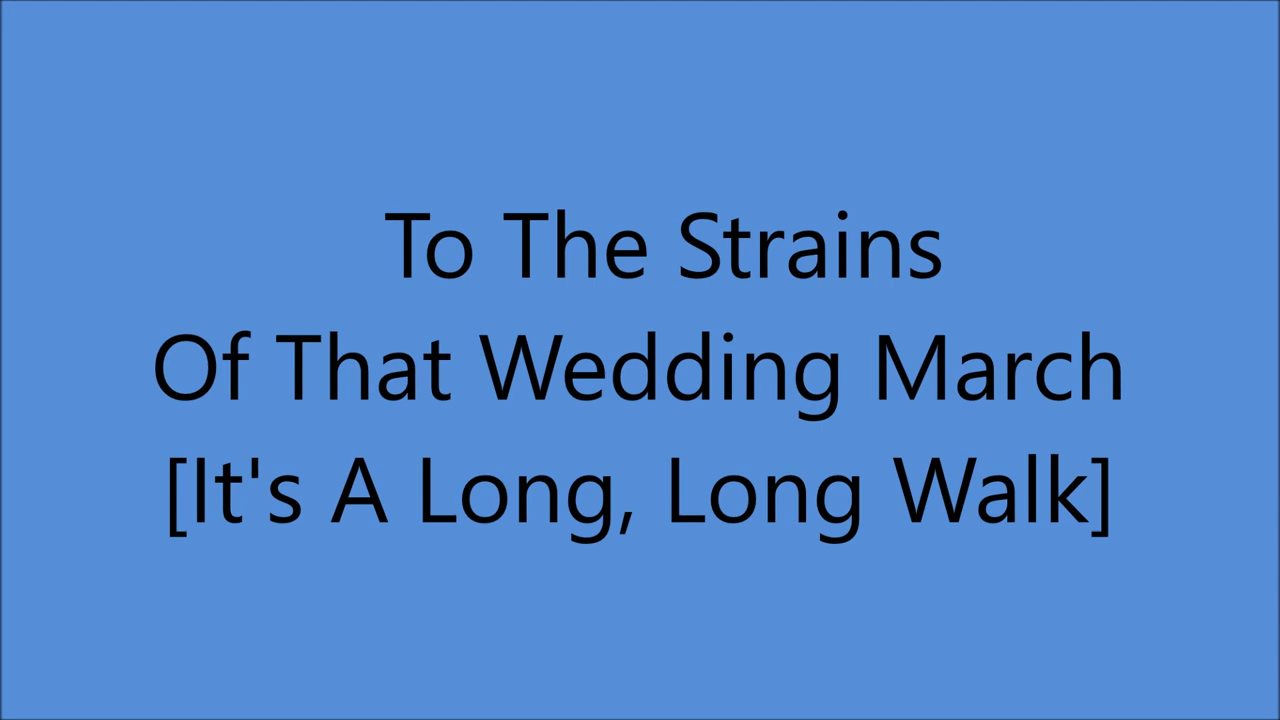 To The Strains
Of That Wedding March
[It's A Long, Long Walk]